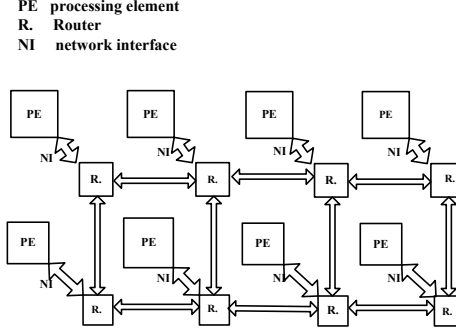 PE processing element
R. Router
NI network interface
PE PE PE PE
NI NI NI NI
R. R. R. R.
PE PE PE PE
NI NI NI NI
R. R. R. R.